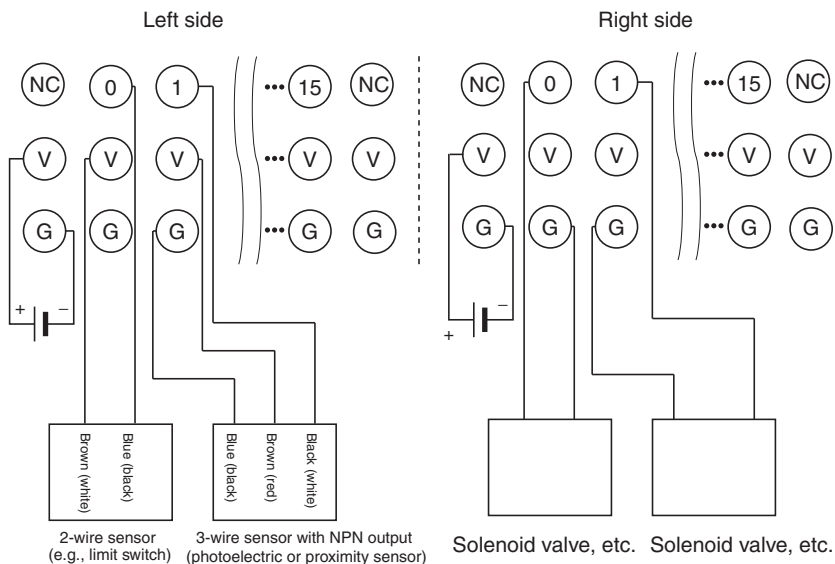 Left side
Right side
NC 0 1 ••• 15 NC
NC 0 1 ••• 15 NC
V V V ••• V V
V V V ••• V V
G G G ••• G G
G G G ••• G G
+ −
+ −
Brown (white)
Blue (black)
Blue (black)
Brown (red)
Black (white)
2-wire sensor
(e.g., limit switch)
3-wire sensor with NPN output
(photoelectric or proximity sensor)
Solenoid valve, etc.
Solenoid valve, etc.